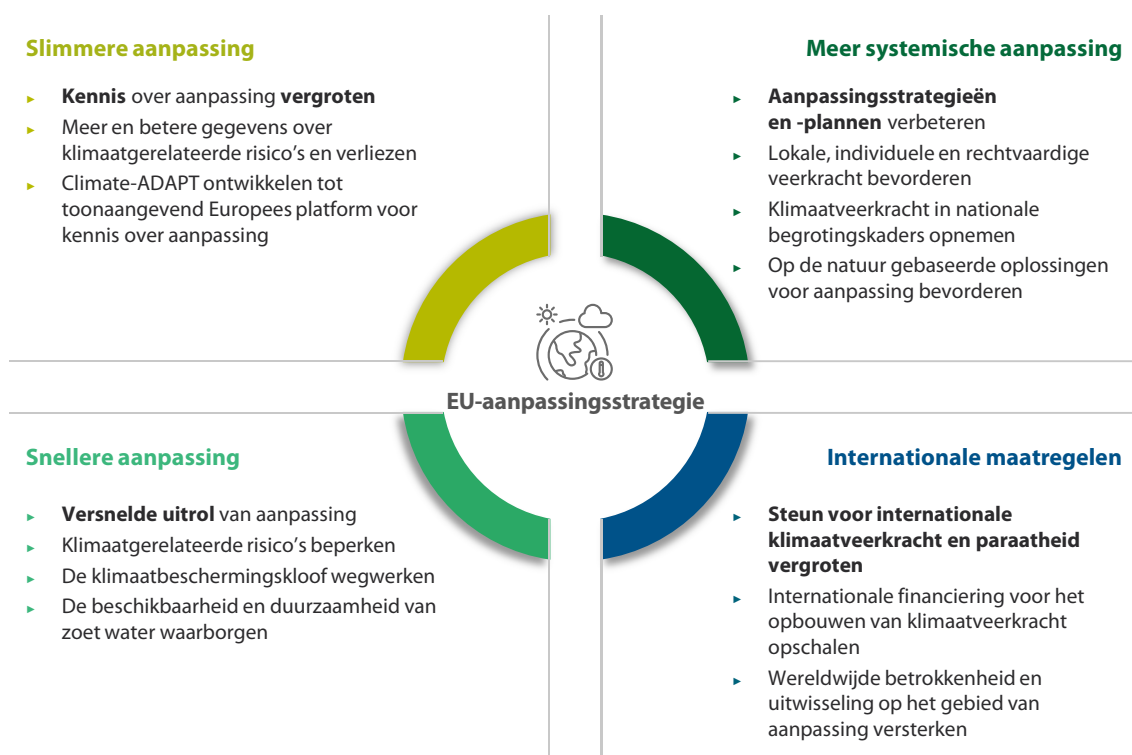 Slimmere aanpassing
► Kennis over aanpassing vergroten
► Meer en betere gegevens over
klimaatgerelateerde risico's en verliezen
► Climate-ADAPT ontwikkelen tot
toonaangevend Europees platform voor
kennis over aanpassing
Meer systemische aanpassing
► Aanpassingsstrategieën
en -plannen verbeteren
► Lokale, individuele en rechtvaardige
veerkracht bevorderen
► Klimaatveerkracht in nationale
begrotingskaders opnemen
► Op de natuur gebaseerde oplossingen
voor aanpassing bevorderen
EU-aanpassingsstrategie
Snellere aanpassing
► Versnelde uitrol van aanpassing
► Klimaatgerelateerde risico's beperken
► De klimaatbeschermingskloof wegwerken
► De beschikbaarheid en duurzaamheid van
zoet water waarborgen
Internationale maatregelen
► Steun voor internationale
klimaatveerkracht en paraatheid
vergroten
► Internationale financiering voor het
opbouwen van klimaatveerkracht
opschalen
► Wereldwijde betrokkenheid en
uitwisseling op het gebied van
aanpassing versterken